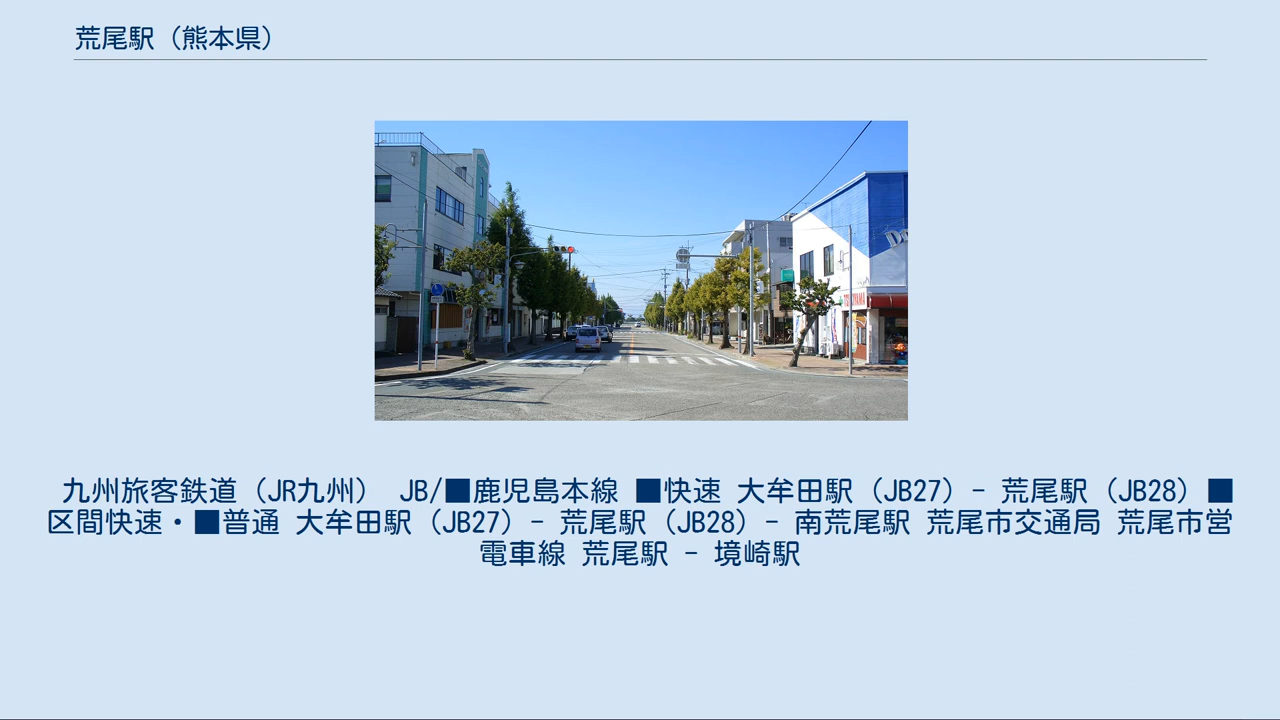 荒尾駅（熊本県）
九州旅客鉄道（JR九州） JB/■鹿児島本線 ■快速 大牟田駅（JB27）- 荒尾駅（JB28）■
区間快速・■普通 大牟田駅（JB27）- 荒尾駅（JB28）- 南荒尾駅 荒尾市交通局 荒尾市営
電車線 荒尾駅 - 境崎駅